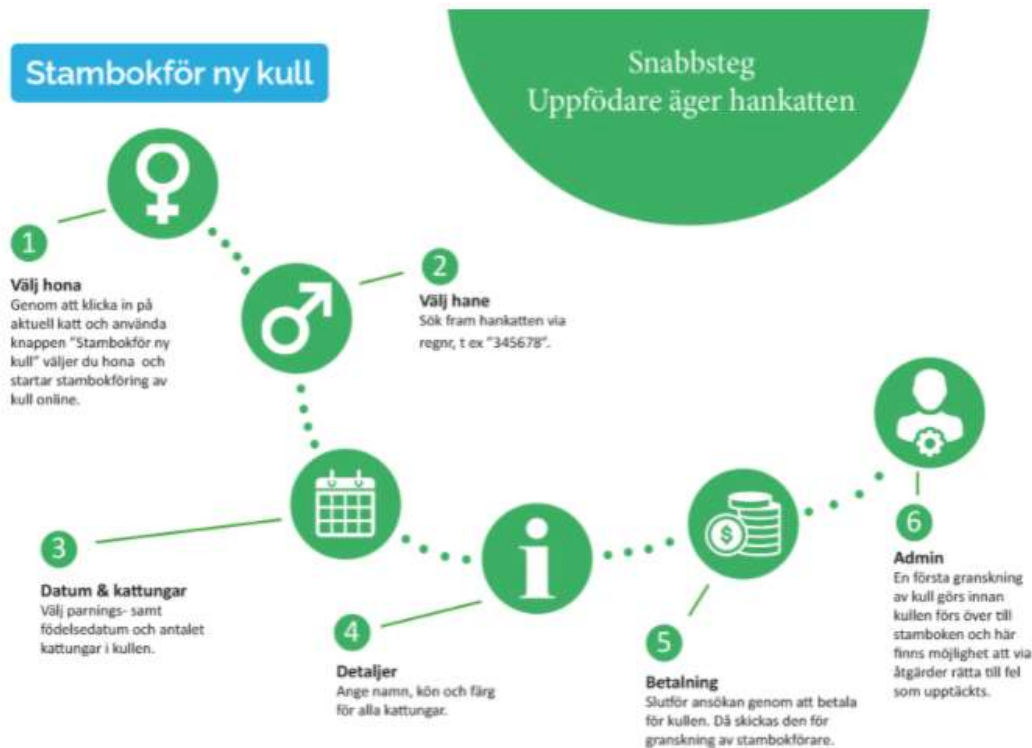 Stambokför ny kull
Snabbsteg
Uppfödare äger hankatten
1
Välj hona
Genom att klicka in på
aktuell katt och använda
knappen "Stambokför ny
kull" väljer du hona och
startar stambokföring av
kull online.
2
Välj hane
Sök fram hankatten via
regnr, t ex "345678".
3
Datum & kattungar
Välj parnings- samt
födelsedatum och antalet
kattungar i kullen.
4
Detaljer
Ange namn, kön och färg
för alla kattungar.
5
Betalning
Slutför ansökan genom att betala
för kullen. Då skickas den för
granskning av stambokförare.
6
Admin
En första granskning
av kull görs innan
kullen förs över till
stamboken och här
finns möjlighet att via
åtgärder rätta till fel
som upptäckts.
$